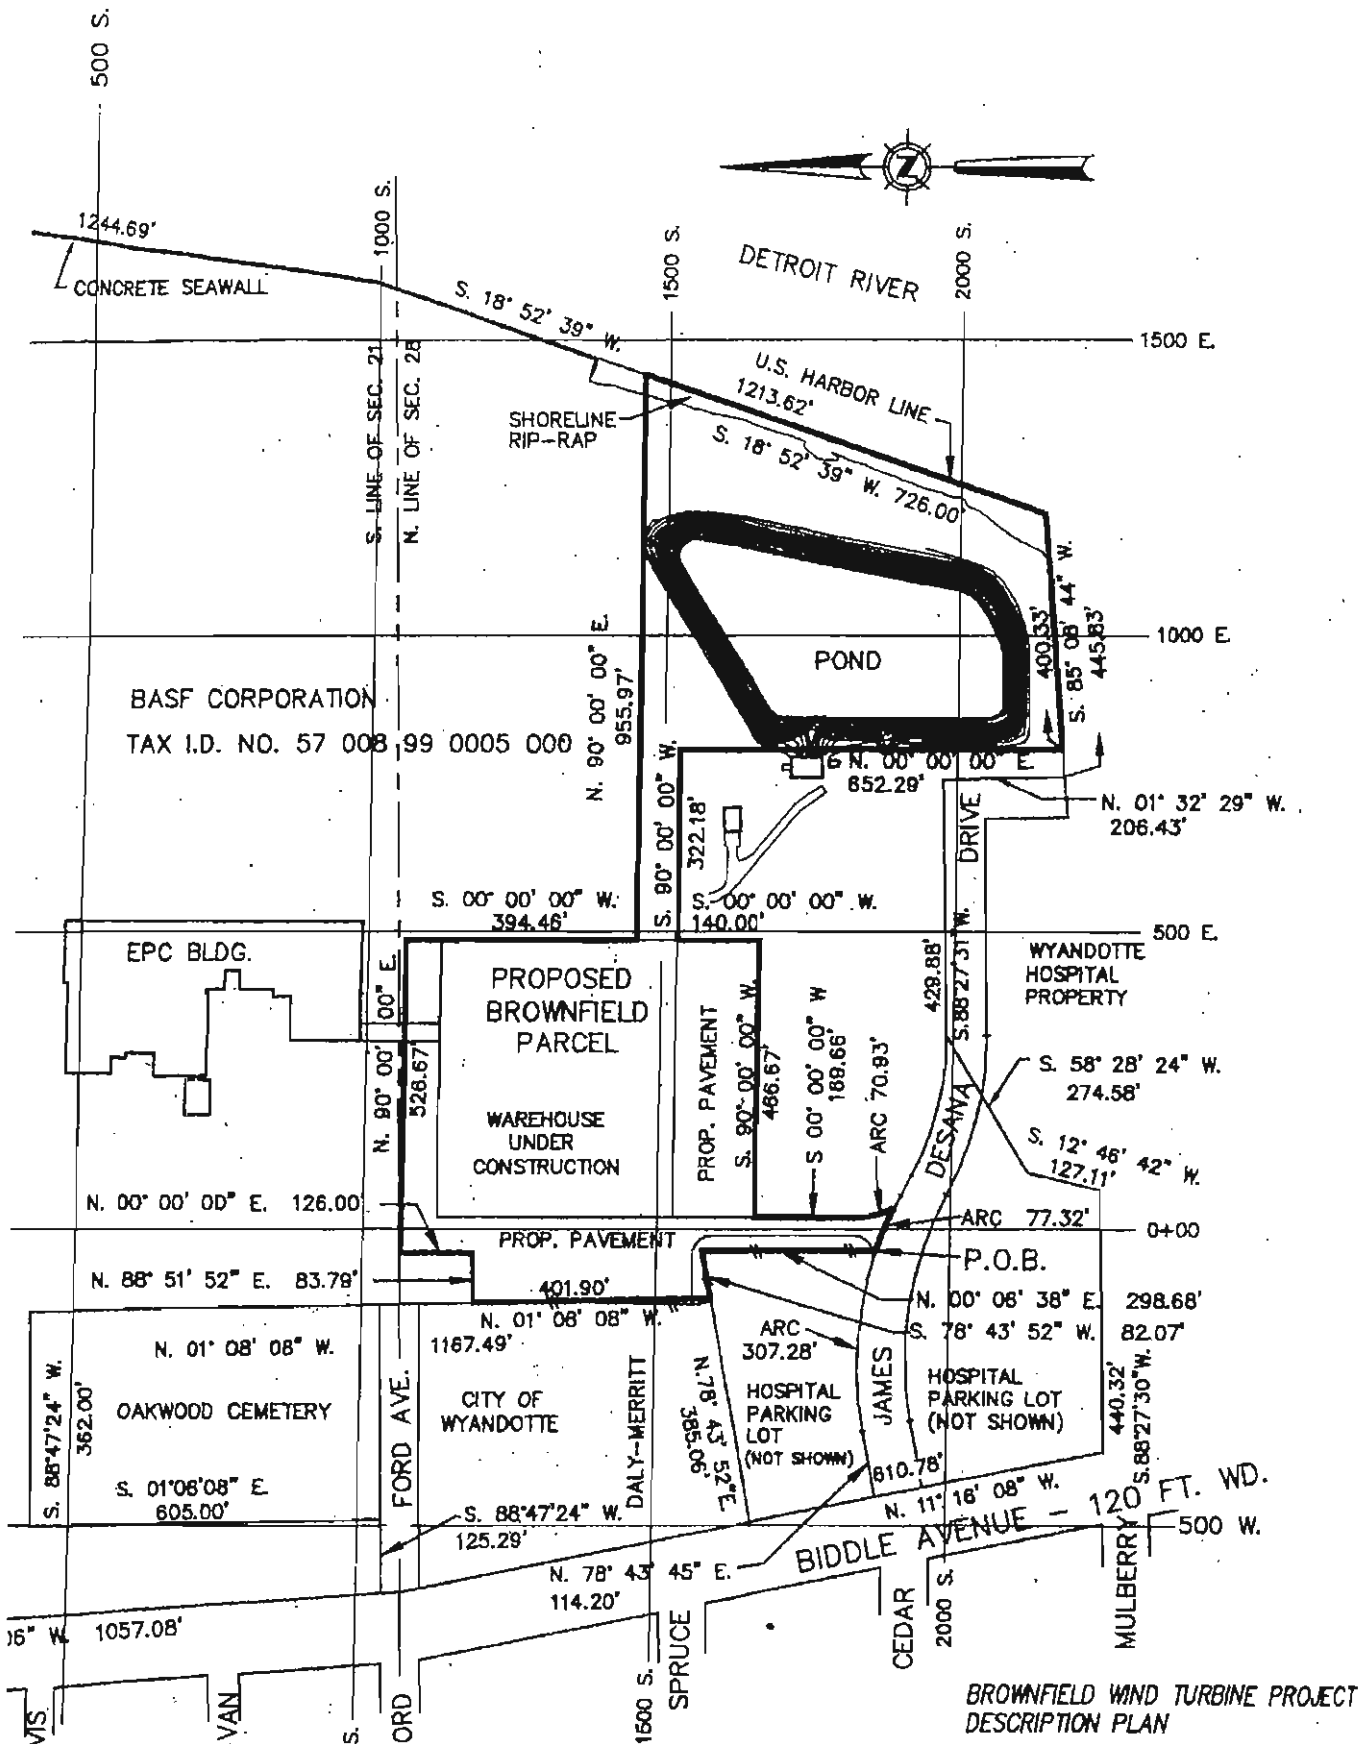 500 S.
1244.69'
CONCRETE SEAWALL
1000 S.
S. 18° 52' 39" W.
1500 S.
DETROIT RIVER
2000 S.
Z
1500 E.
U.S. HARBOR LINE
1213.62'
SHORELINE
RIP-RAP
S. 18° 52' 39" W. 726.00'
S. LINE OF SEC. 21
N. LINE OF SEC. 28
1000 E.
POND
400.33'
S. 85° 08' 44" W.
445.83'
BASF CORPORATION
TAX I.D. NO. 57 008 99 0005 000
N. 90° 00' 00" E.
955.97'
S. 90° 00' 00" W.
322.18'
N. 00° 00' 00" E.
652.29'
N. 01° 32' 29" W.
206.43'
DRIVE
S. 00° 00' 00" W.
394.46'
S. 00° 00' 00" W.
140.00'
500 E.
EPC BLDG.
N. 90° 00' 00" E.
526.67'
PROPOSED
BROWNFIELD
PARCEL
WAREHOUSE
UNDER
CONSTRUCTION
PROP. PAVEMENT
S. 90° 00' 00" W.
466.67'
S 00° 00' 00" W
189.66'
ARC 70.93'
429.88'
S.88°27'31" W.
WYANDOTTE
HOSPITAL
PROPERTY
S. 58° 28' 24" W.
274.58'
DESANA
S. 12° 46' 42" W.
127.11'
N. 00° 00' 00" E. 126.00'
PROP. PAVEMENT
ARC 77.32'
0+00
P.O.B.
N. 88° 51' 52" E. 83.79'
401.90'
N. 01° 08' 08" W.
1167.49'
N. 00° 06' 38" E. 298.68'
S. 78° 43' 52" W. 82.07'
ARC
307.28'
N. 01° 08' 08" W.
S. 88°47'24" W.
362.00'
OAKWOOD CEMETERY
S. 01°08'08" E.
605.00'
FORD AVE.
CITY OF
WYANDOTTE
DALY-MERRITT
N.78° 43' 52"E.
385.06'
HOSPITAL
PARKING
LOT
(NOT SHOWN)
JAMES
HOSPITAL
PARKING LOT
(NOT SHOWN)
440.32'
S.88°27'30"W.
810.78'
N. 11° 16' 08" W.
S. 88°47'24" W.
125.29'
N. 78° 43' 45" E.
114.20'
BIDDLE AVENUE - 120 FT. WD.
500 W.
06" W. 1057.08'
VIS
VAN
S.
ORD
1500 S.
SPRUCE
CEDAR
2000 S.
MULBERRY
BROWNFIELD WIND TURBINE PROJECT
DESCRIPTION PLAN